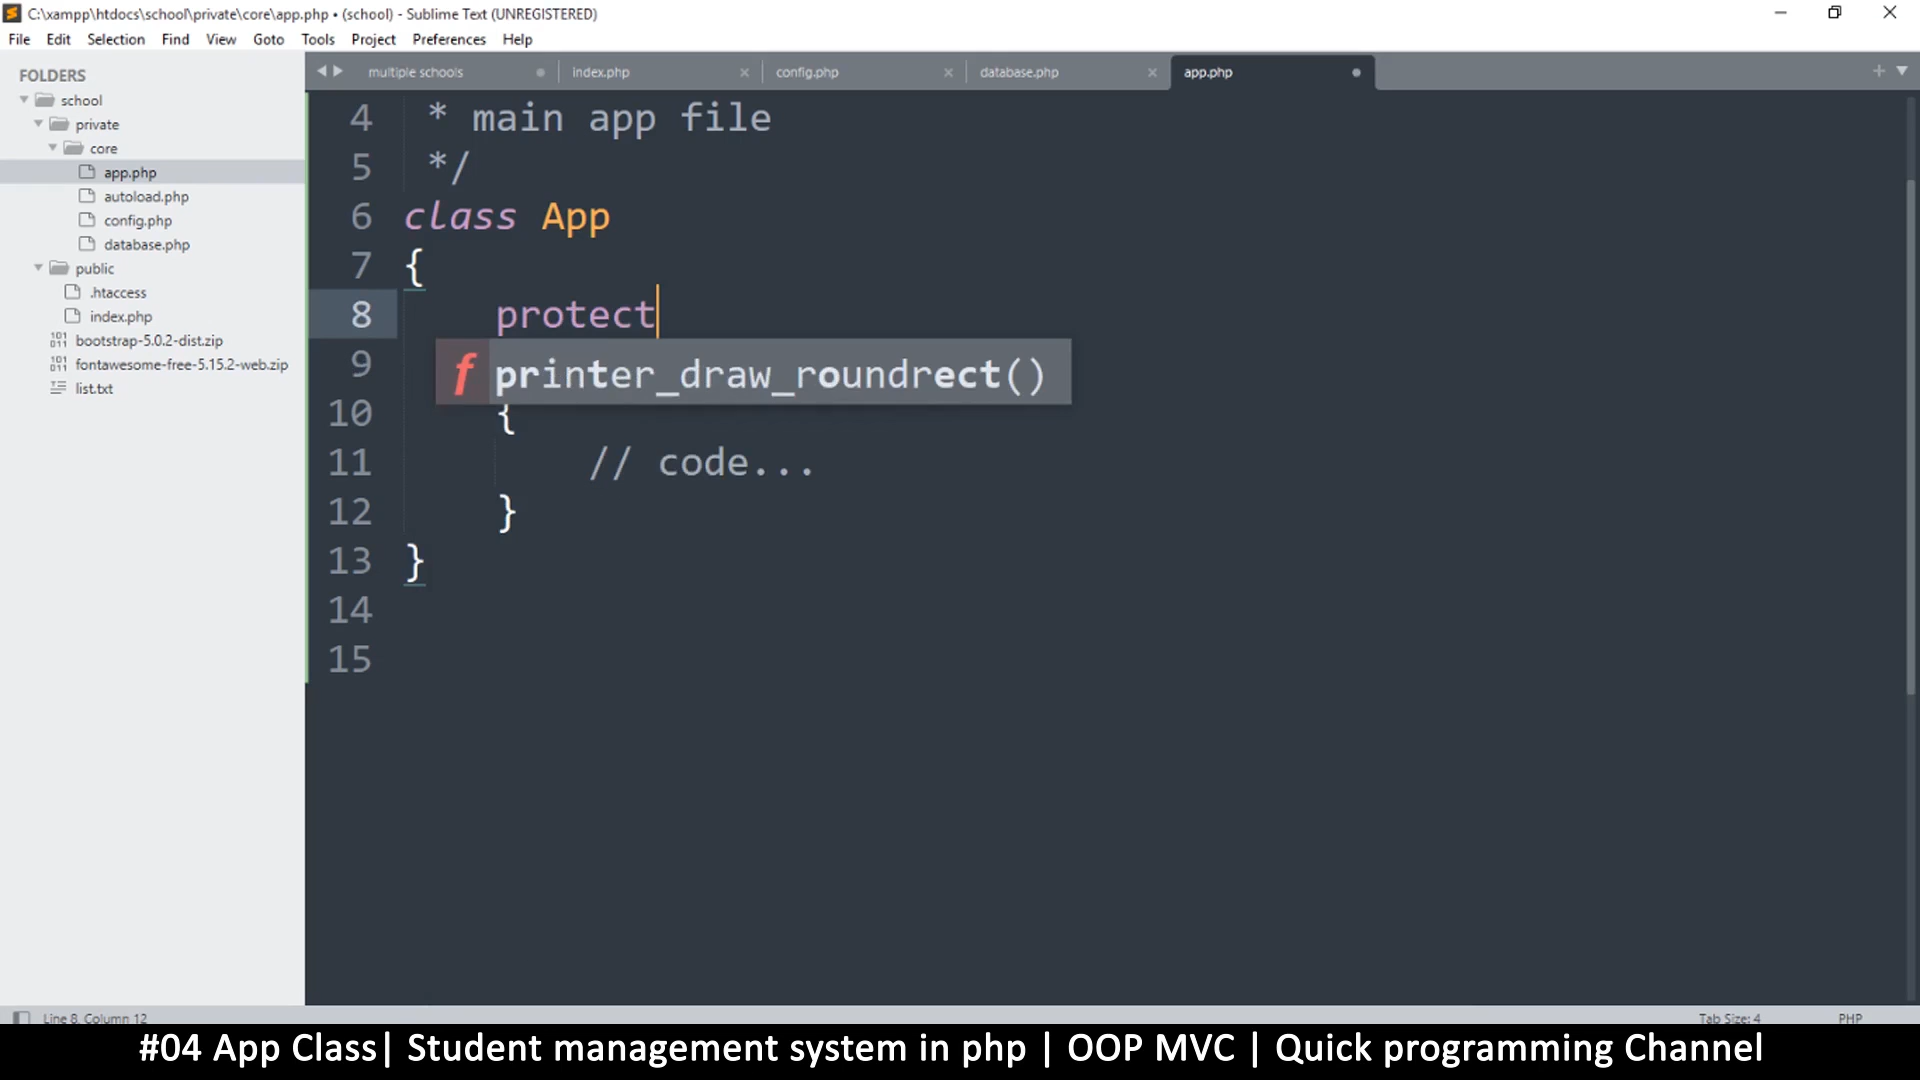 C:\xampp\htdocs\school\private\core\app.php • (school) - Sublime Text (UNREGISTERED)
File Edit Selection Find View Goto Tools Project Preferences Help
FOLDERS
school
private
core
app.php
autoload.php
config.php
database.php
public
.htaccess
index.php
bootstrap-5.0.2-dist.zip
fontawesome-free-5.15.2-web.zip
list.txt
multiple schools index.php config.php database.php app.php
4 * main app file
5 */
6 class App
7 {
8 protect
9
f printer_draw_roundrect()
10 {
11 // code...
12 }
13 }
14
15
Line 8, Column 12 Tab Size: 4 PHP
#04 App Class| Student management system in php | OOP MVC | Quick programming Channel